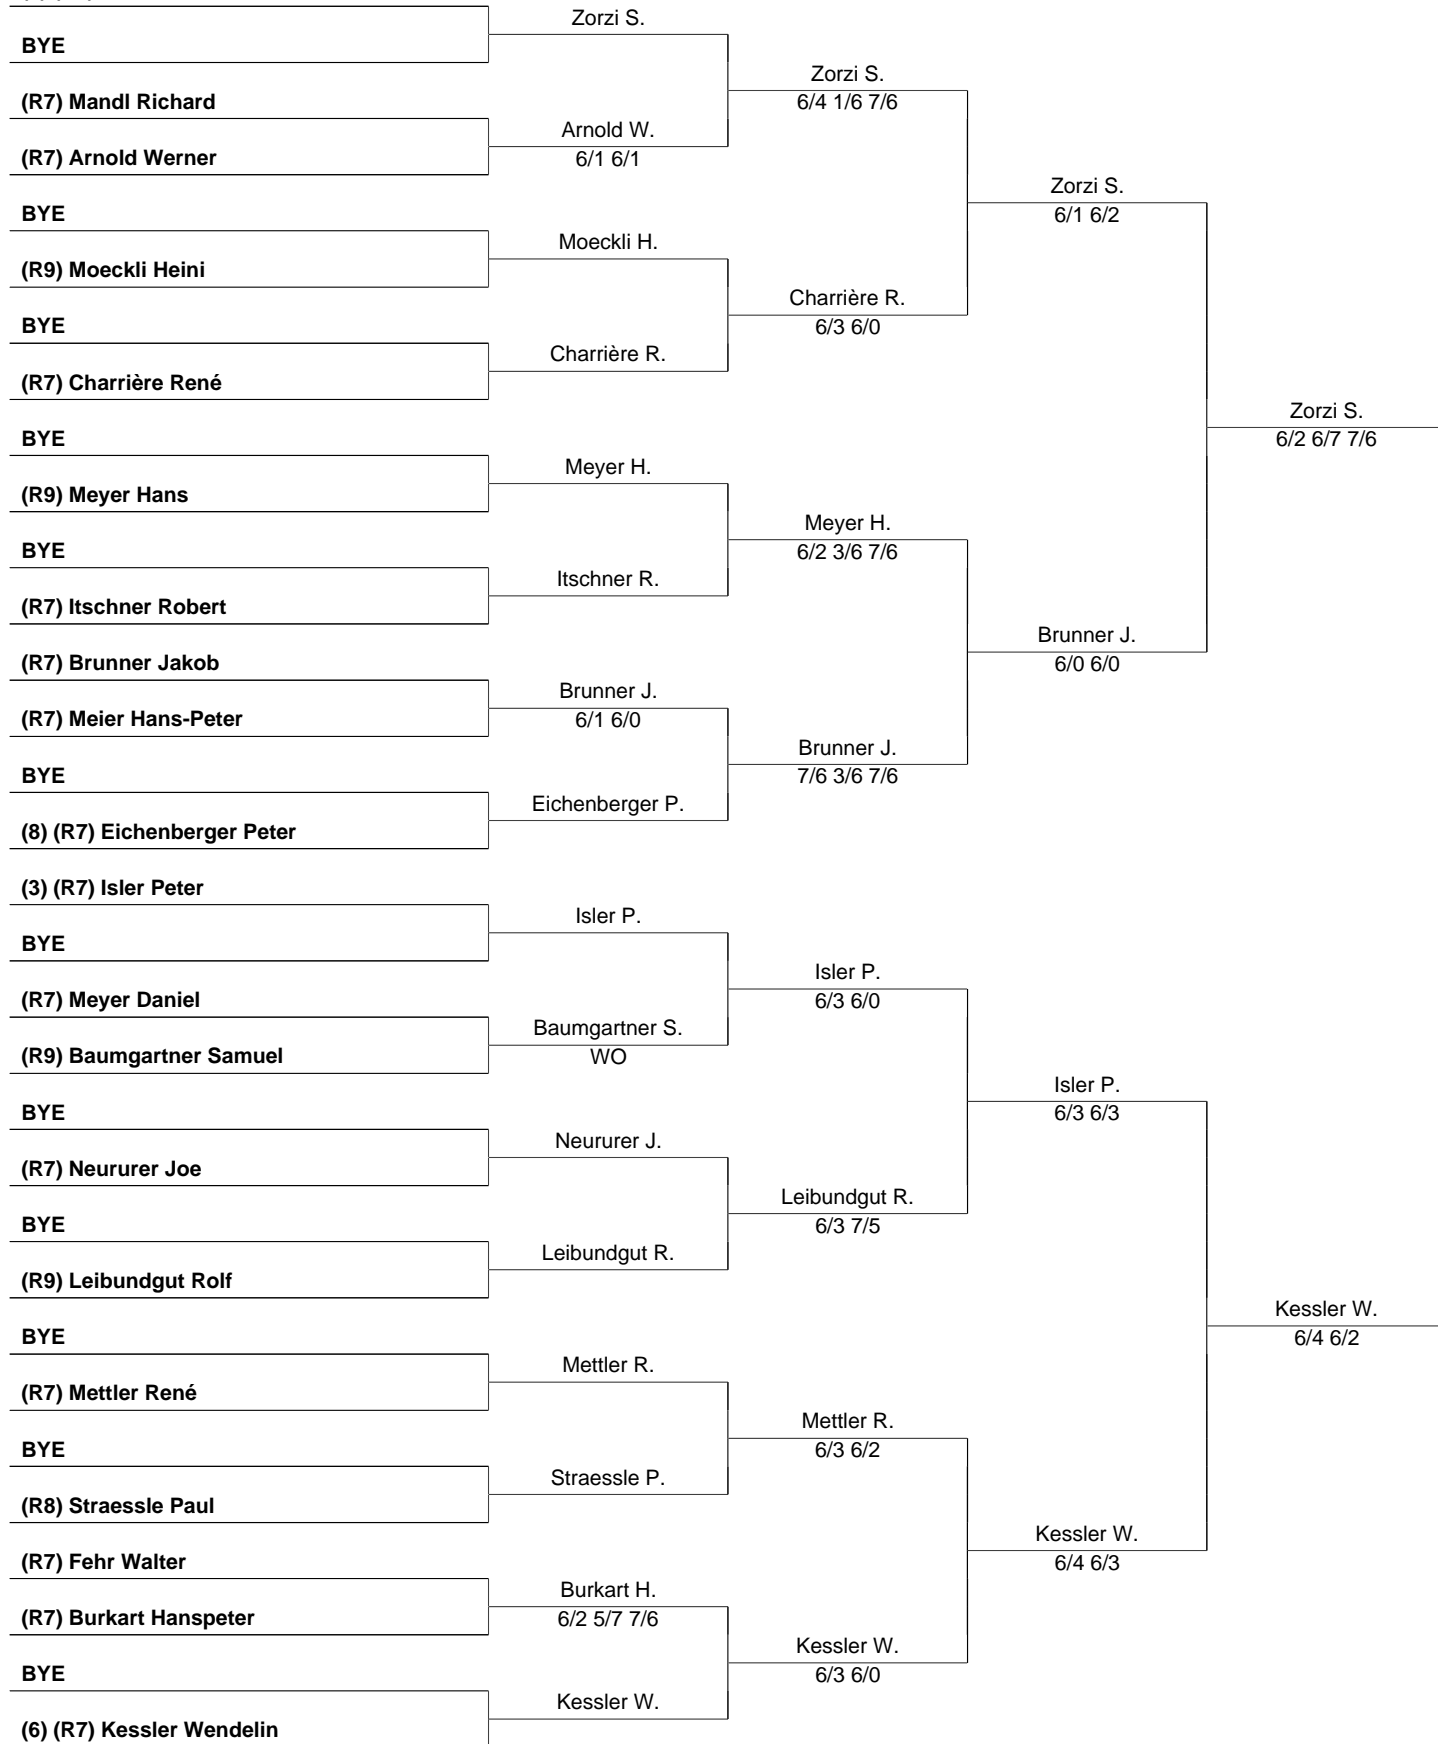 Zorzi S.
BYE
Zorzi S.
(R7) Mandl Richard
6/4 1/6 7/6
Arnold W.
(R7) Arnold Werner
6/1 6/1
Zorzi S.
BYE
6/1 6/2
Moeckli H.
(R9) Moeckli Heini
Charrière R.
BYE
6/3 6/0
Charrière R.
(R7) Charrière René
Zorzi S.
BYE
6/2 6/7 7/6
Meyer H.
(R9) Meyer Hans
Meyer H.
BYE
6/2 3/6 7/6
Itschner R.
(R7) Itschner Robert
Brunner J.
(R7) Brunner Jakob
6/0 6/0
Brunner J.
(R7) Meier Hans-Peter
6/1 6/0
Brunner J.
BYE
7/6 3/6 7/6
Eichenberger P.
(8) (R7) Eichenberger Peter
(3) (R7) Isler Peter
Isler P.
BYE
Isler P.
(R7) Meyer Daniel
6/3 6/0
Baumgartner S.
(R9) Baumgartner Samuel
WO
Isler P.
BYE
6/3 6/3
Neururer J.
(R7) Neururer Joe
Leibundgut R.
BYE
6/3 7/5
Leibundgut R.
(R9) Leibundgut Rolf
Kessler W.
BYE
6/4 6/2
Mettler R.
(R7) Mettler René
Mettler R.
BYE
6/3 6/2
Straessle P.
(R8) Straessle Paul
Kessler W.
(R7) Fehr Walter
6/4 6/3
Burkart H.
(R7) Burkart Hanspeter
6/2 5/7 7/6
Kessler W.
BYE
6/3 6/0
Kessler W.
(6) (R7) Kessler Wendelin